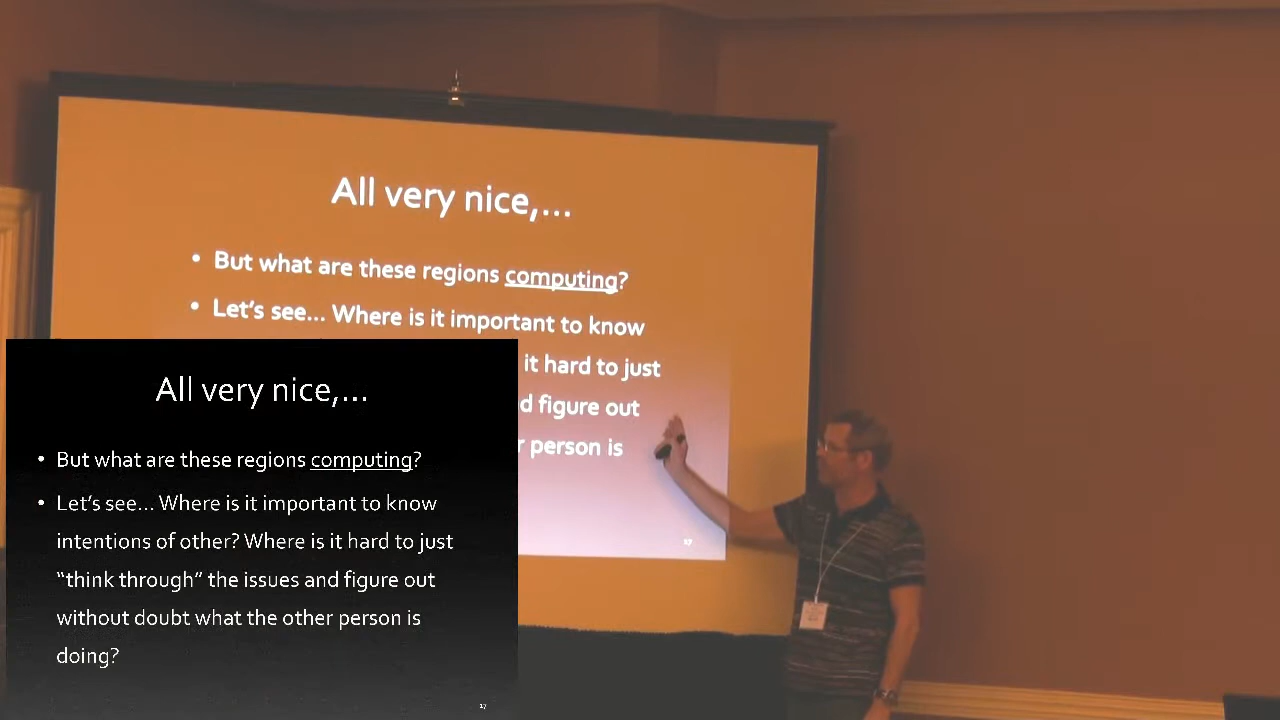 All very nice,...
• But what are these regions computing?
• Let's see... Where is it important to know
it hard to just
d figure out
r person is
17
All very nice,...
• But what are these regions computing?
• Let's see... Where is it important to know
intentions of other? Where is it hard to just
“think through” the issues and figure out
without doubt what the other person is
doing?
17